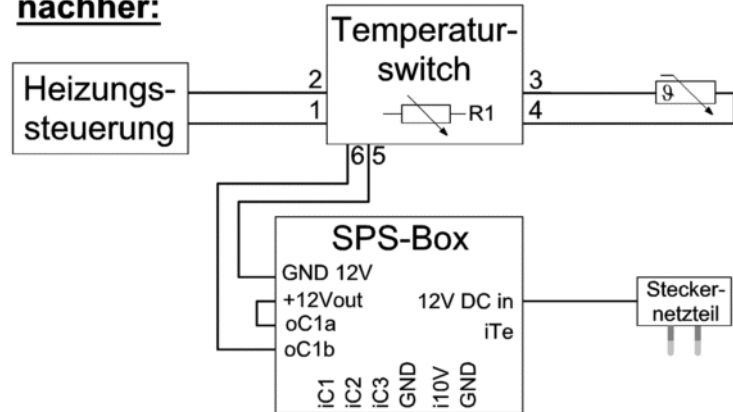 nachher:
Temperatur-
switch
Heizungs-
steuerung
2
1
3
4
ϑ
R1
6 5
SPS-Box
GND 12V
+12Vout
oC1a
oC1b
12V DC in
iTe
Stecker-
netzteil
iC1
iC2
iC3
GND
i10V
GND